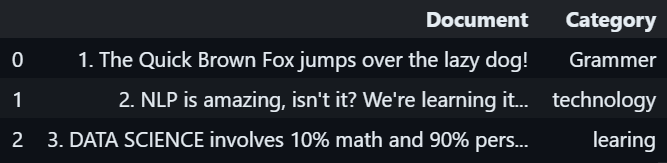 Document Category
0 1. The Quick Brown Fox jumps over the lazy dog! Grammer
1 2. NLP is amazing, isn't it? We're learning it... technology
2 3. DATA SCIENCE involves 10% math and 90% pers... learing